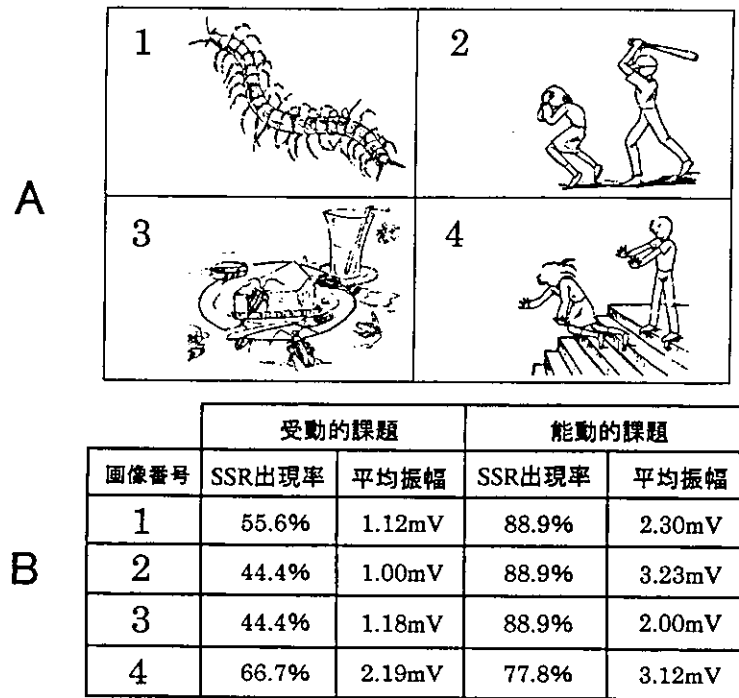 A
1
2
3
4
B
受動的課題 能動的課題
画像番号 SSR出現率 平均振幅 SSR出現率 平均振幅
1 55.6% 1.12mV 88.9% 2.30mV
2 44.4% 1.00mV 88.9% 3.23mV
3 44.4% 1.18mV 88.9% 2.00mV
4 66.7% 2.19mV 77.8% 3.12mV